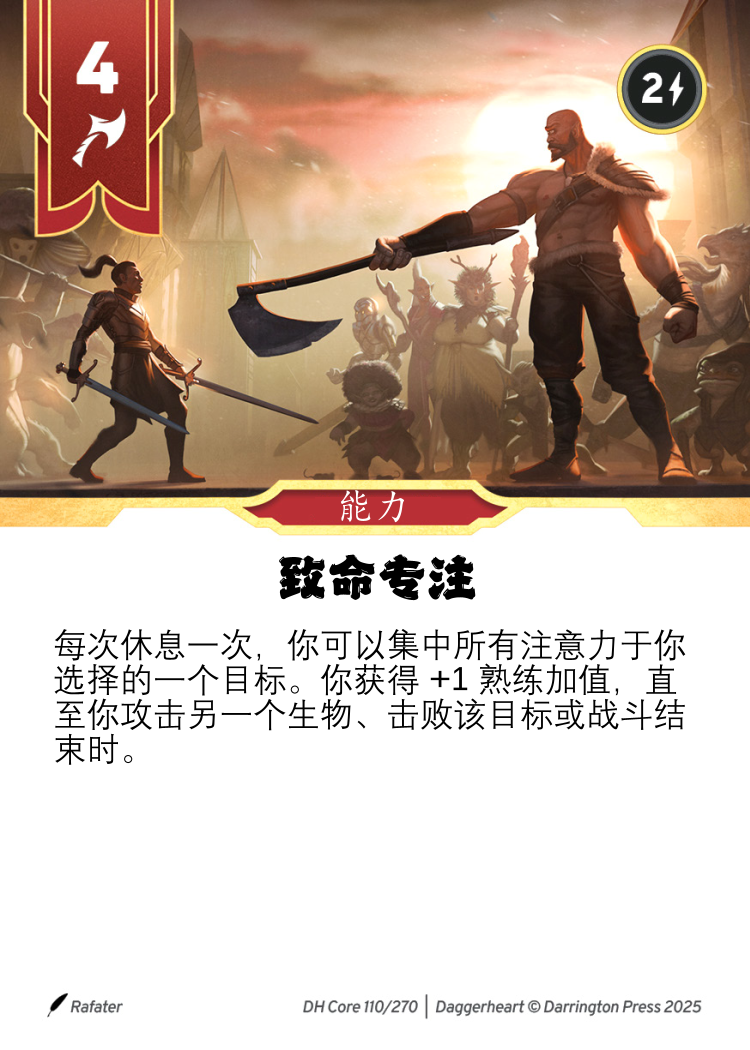 4
2
能力
致命专注
每次休息一次，你可以集中所有注意力于你
选择的一个目标。你获得 +1 熟练加值，直
至你攻击另一个生物、击败该目标或战斗结
束时。
Rafater
DH Core 110/270 | Daggerheart © Darrington Press 2025